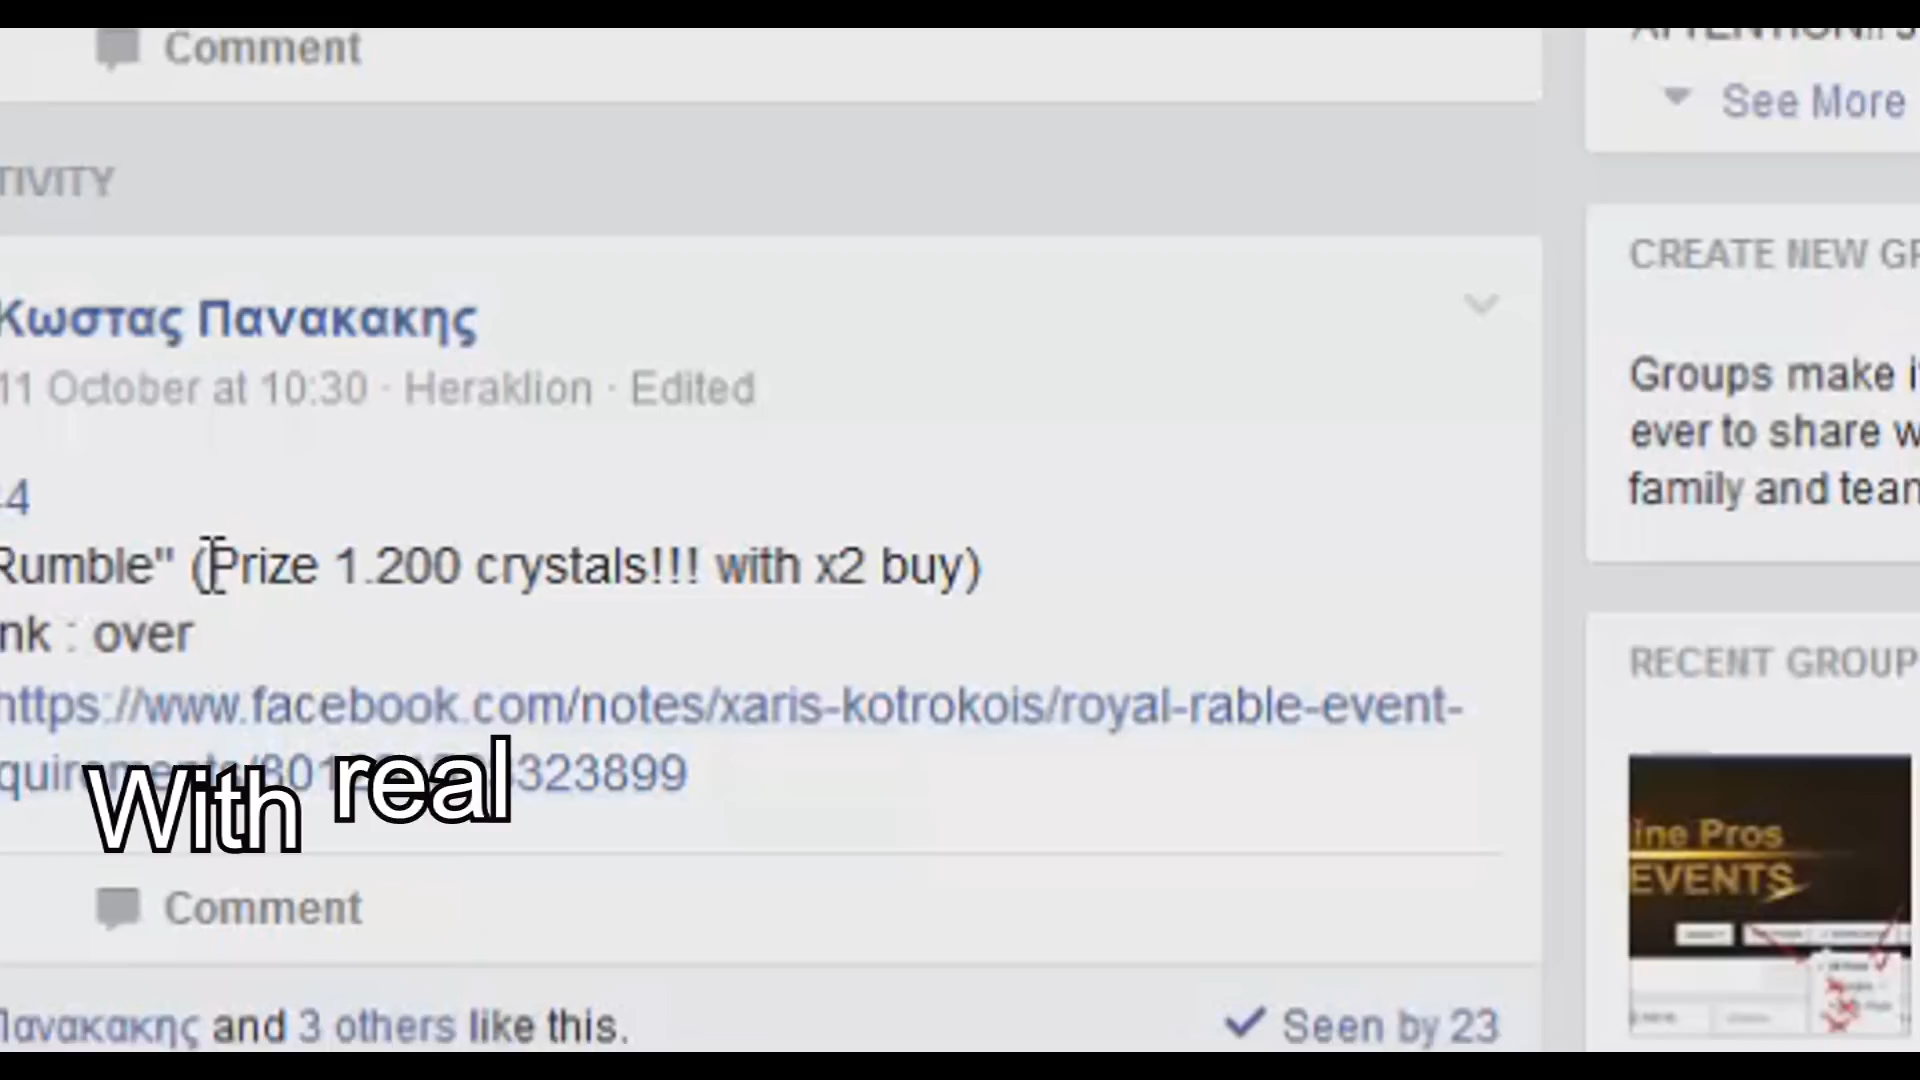 Comment
See More
TIVITY
Κωστας Πανακακης
11 October at 10:30 · Heraklion · Edited
CREATE NEW GR
Groups make i
ever to share w
family and tean
-4
Rumble" (Prize 1.200 crystals!!! with x2 buy)
nk : over
https://www.facebook.com/notes/xaris-kotrokois/royal-rable-event-
323899
With real
RECENT GROUP
ine Pros
EVENTS
Comment
Πανακακης and 3 others like this.
Seen by 23